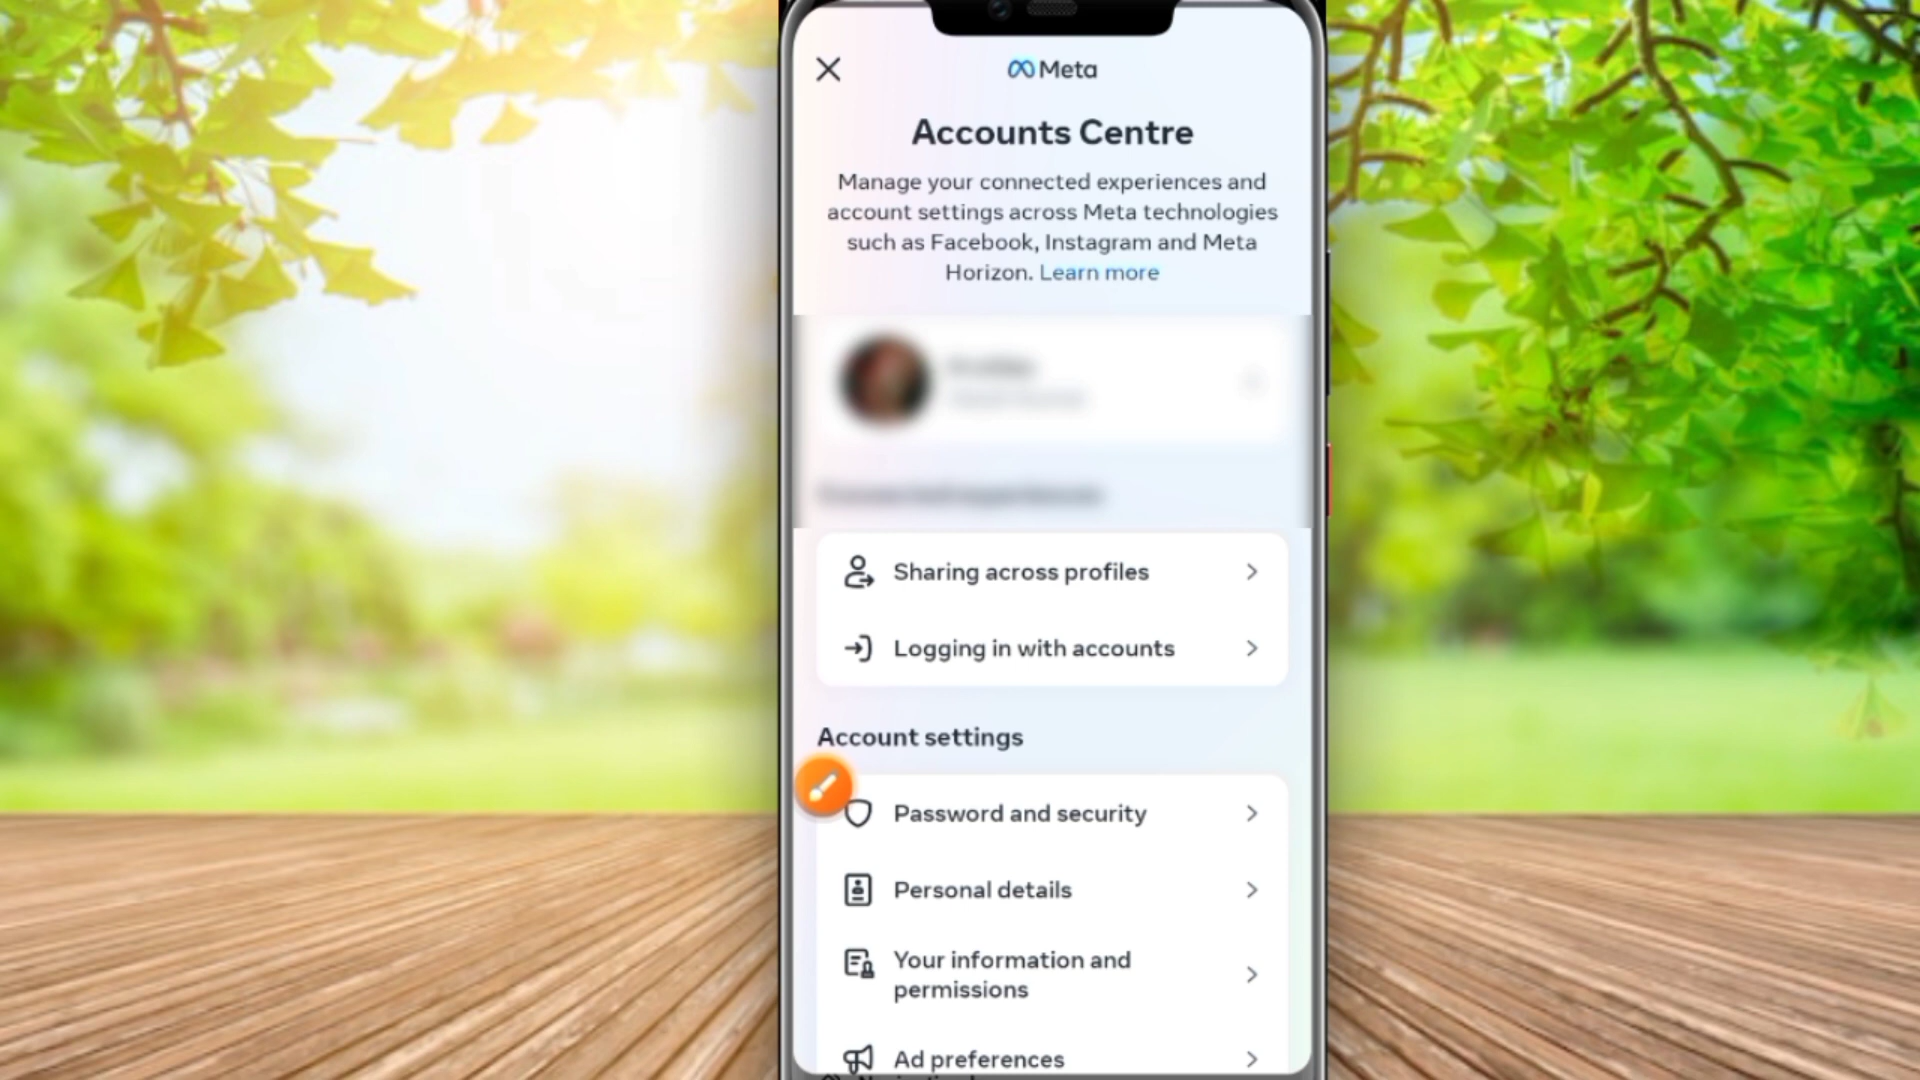 Meta
Accounts Centre
Manage your connected experiences and
account settings across Meta technologies
such as Facebook, Instagram and Meta
Horizon. Learn more
Sharing across profiles
Logging in with accounts
Account settings
Password and security
Personal details
Your information and
permissions
Ad preferences